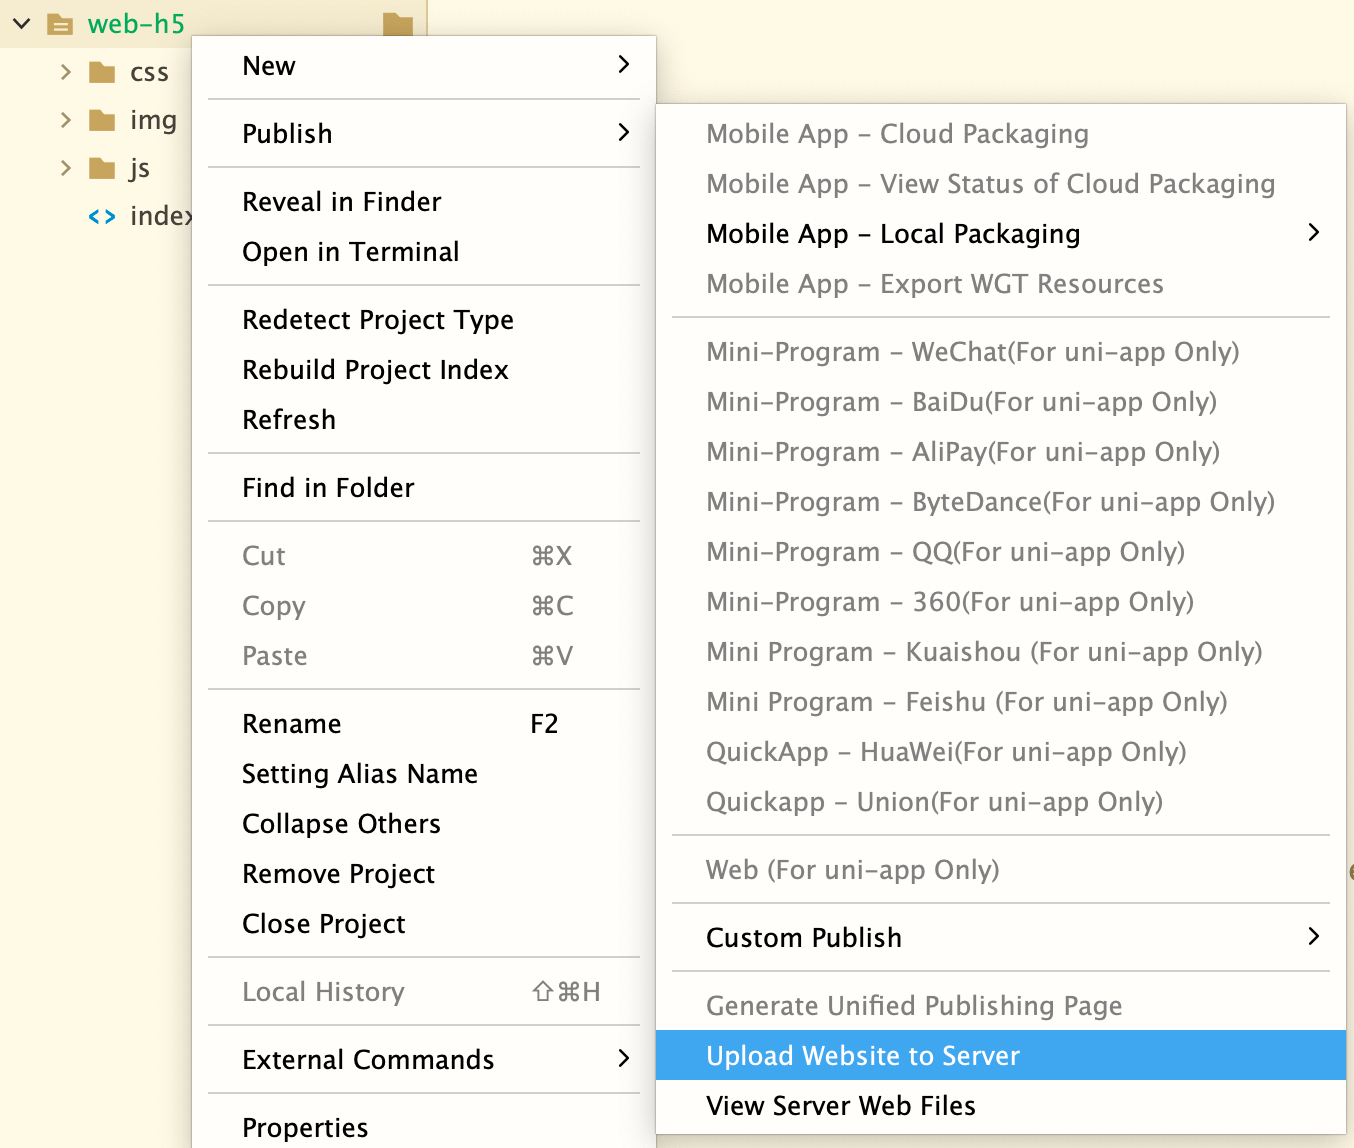 web-h5
css
img
js
index
New
Publish
Reveal in Finder
Open in Terminal
Redetect Project Type
Rebuild Project Index
Refresh
Find in Folder
Cut ⌘X
Copy ⌘C
Paste ⌘V
Rename F2
Setting Alias Name
Collapse Others
Remove Project
Close Project
Local History ⇧⌘H
External Commands
Properties
Mobile App – Cloud Packaging
Mobile App – View Status of Cloud Packaging
Mobile App – Local Packaging
Mobile App – Export WGT Resources
Mini-Program – WeChat(For uni-app Only)
Mini-Program – BaiDu(For uni-app Only)
Mini-Program – AliPay(For uni-app Only)
Mini-Program – ByteDance(For uni-app Only)
Mini-Program – QQ(For uni-app Only)
Mini-Program – 360(For uni-app Only)
Mini Program – Kuaishou (For uni-app Only)
Mini Program – Feishu (For uni-app Only)
QuickApp – HuaWei(For uni-app Only)
Quickapp – Union(For uni-app Only)
Web (For uni-app Only)
Custom Publish
Generate Unified Publishing Page
Upload Website to Server
View Server Web Files